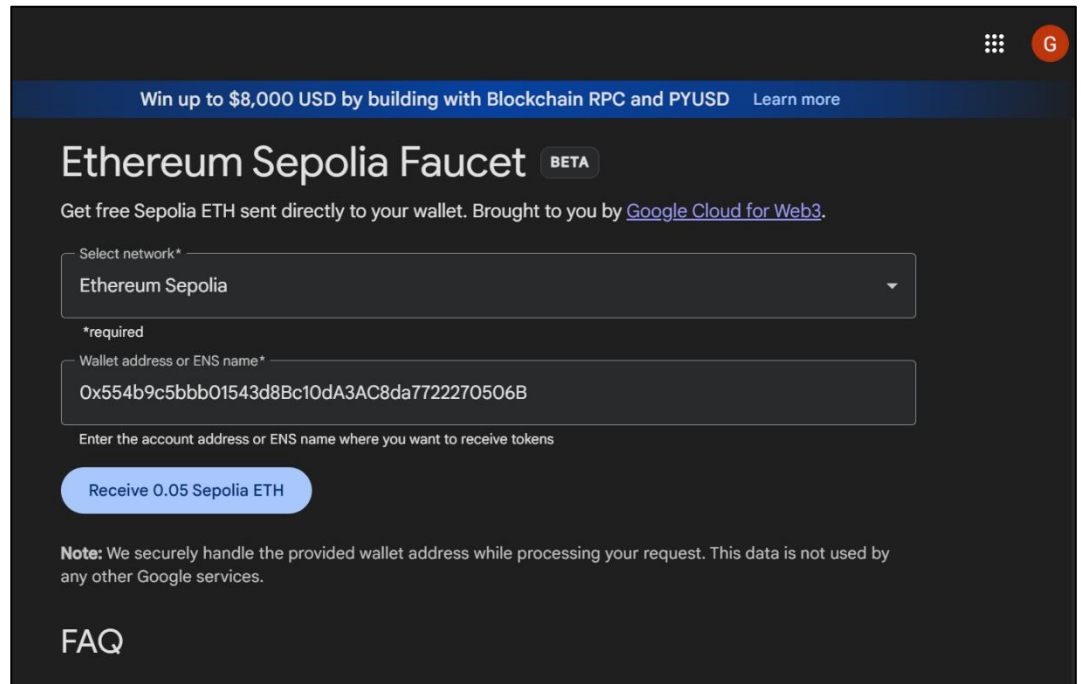 G
Win up to $8,000 USD by building with Blockchain RPC and PYUSD Learn more
Ethereum Sepolia Faucet BETA
Get free Sepolia ETH sent directly to your wallet. Brought to you by Google Cloud for Web3.
Select network*
Ethereum Sepolia
*required
Wallet address or ENS name*
0x554b9c5bbb01543d8Bc10dA3AC8da7722270506B
Enter the account address or ENS name where you want to receive tokens
Receive 0.05 Sepolia ETH
Note: We securely handle the provided wallet address while processing your request. This data is not used by
any other Google services.
FAQ